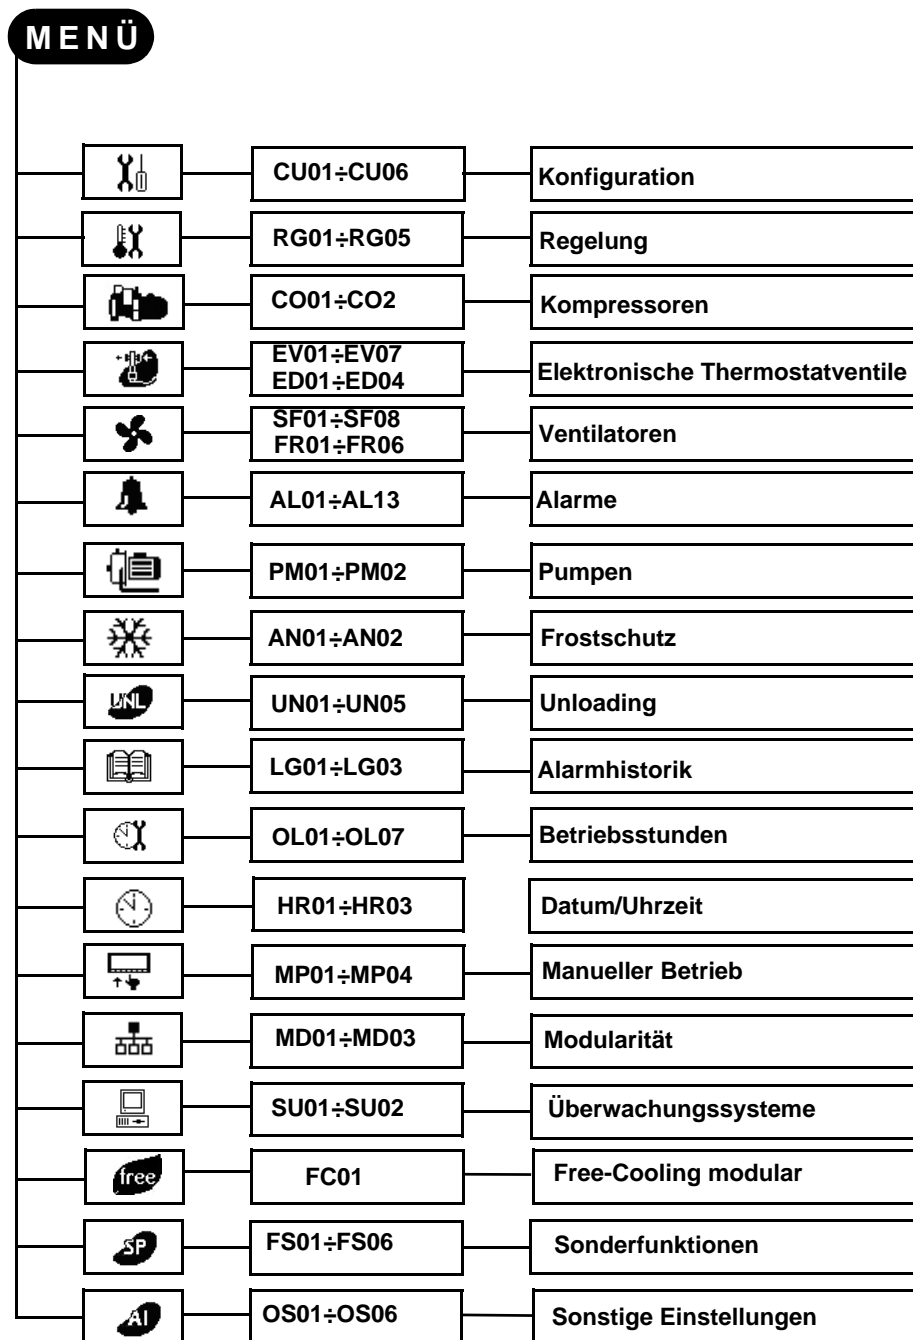 MENÜ
CU01÷CU06 Konfiguration
RG01÷RG05 Regelung
CO01÷CO2 Kompressoren
EV01÷EV07
ED01÷ED04 Elektronische Thermostatventile
SF01÷SF08
FR01÷FR06 Ventilatoren
AL01÷AL13 Alarme
PM01÷PM02 Pumpen
AN01÷AN02 Frostschutz
UNL UN01÷UN05 Unloading
LG01÷LG03 Alarmhistorik
OL01÷OL07 Betriebsstunden
HR01÷HR03 Datum/Uhrzeit
MP01÷MP04 Manueller Betrieb
MD01÷MD03 Modularität
SU01÷SU02 Überwachungssysteme
free FC01 Free-Cooling modular
SP FS01÷FS06 Sonderfunktionen
AI OS01÷OS06 Sonstige Einstellungen